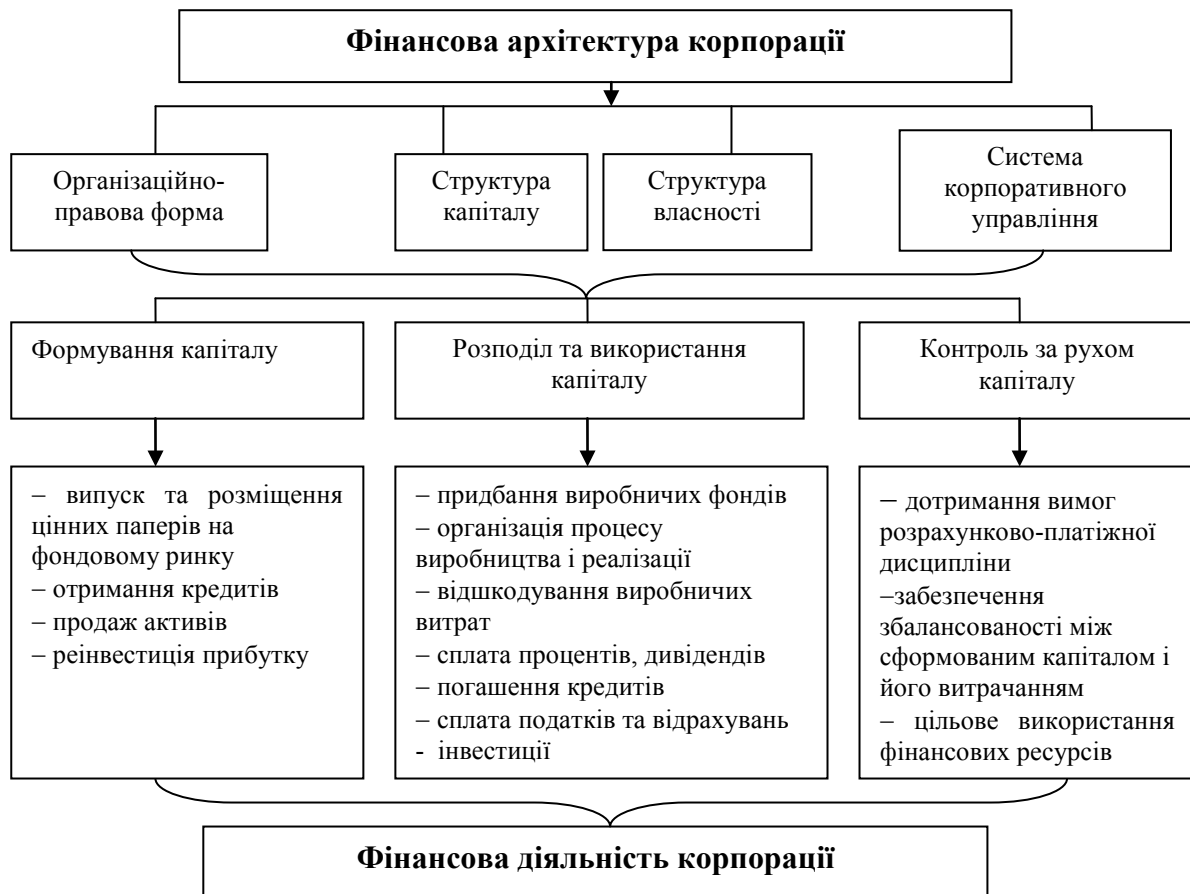 Фінансова архітектура корпорації
Організаційно-
правова форма
Структура
капіталу
Структура
власності
Система
корпоративного
управління
Формування капіталу
Розподіл та використання
капіталу
Контроль за рухом
капіталу
– випуск та розміщення
цінних паперів на
фондовому ринку
– отримання кредитів
– продаж активів
– реінвестиція прибутку
– придбання виробничих фондів
– організація процесу
виробництва і реалізації
– відшкодування виробничих
витрат
– сплата процентів, дивідендів
– погашення кредитів
– сплата податків та відрахувань
- інвестиції
– дотримання вимог
розрахунково-платіжної
дисципліни
–забезпечення
збалансованості між
сформованим капіталом і
його витрачанням
– цільове використання
фінансових ресурсів
Фінансова діяльність корпорації